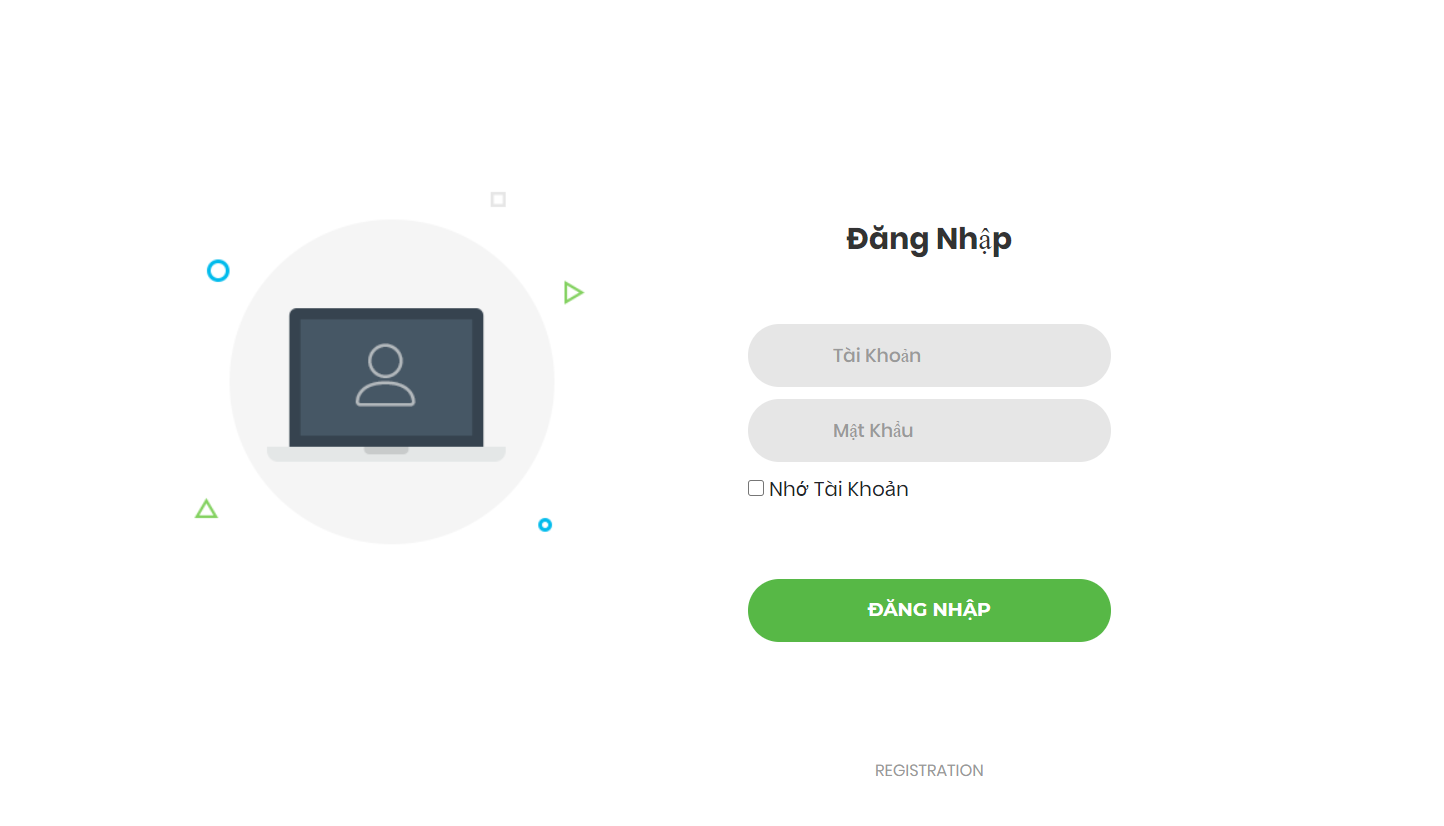 Đăng Nhập
Tài Khoản
Mật Khẩu
Nhớ Tài Khoản
ĐĂNG NHẬP
REGISTRATION